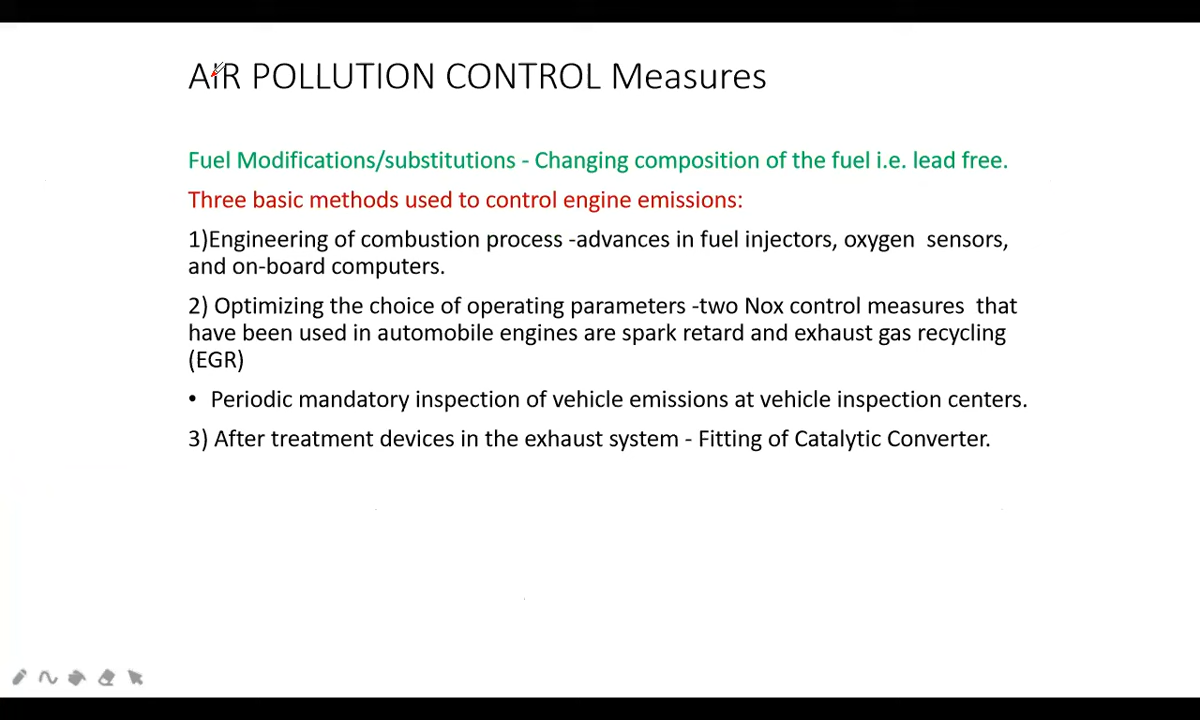 AIR POLLUTION CONTROL Measures
Fuel Modifications/substitutions - Changing composition of the fuel i.e. lead free.
Three basic methods used to control engine emissions:
1)Engineering of combustion process -advances in fuel injectors, oxygen  sensors,
and on-board computers.
2) Optimizing the choice of operating parameters -two Nox control measures  that
have been used in automobile engines are spark retard and exhaust gas recycling
(EGR)
• Periodic mandatory inspection of vehicle emissions at vehicle inspection centers.
3) After treatment devices in the exhaust system - Fitting of Catalytic Converter.